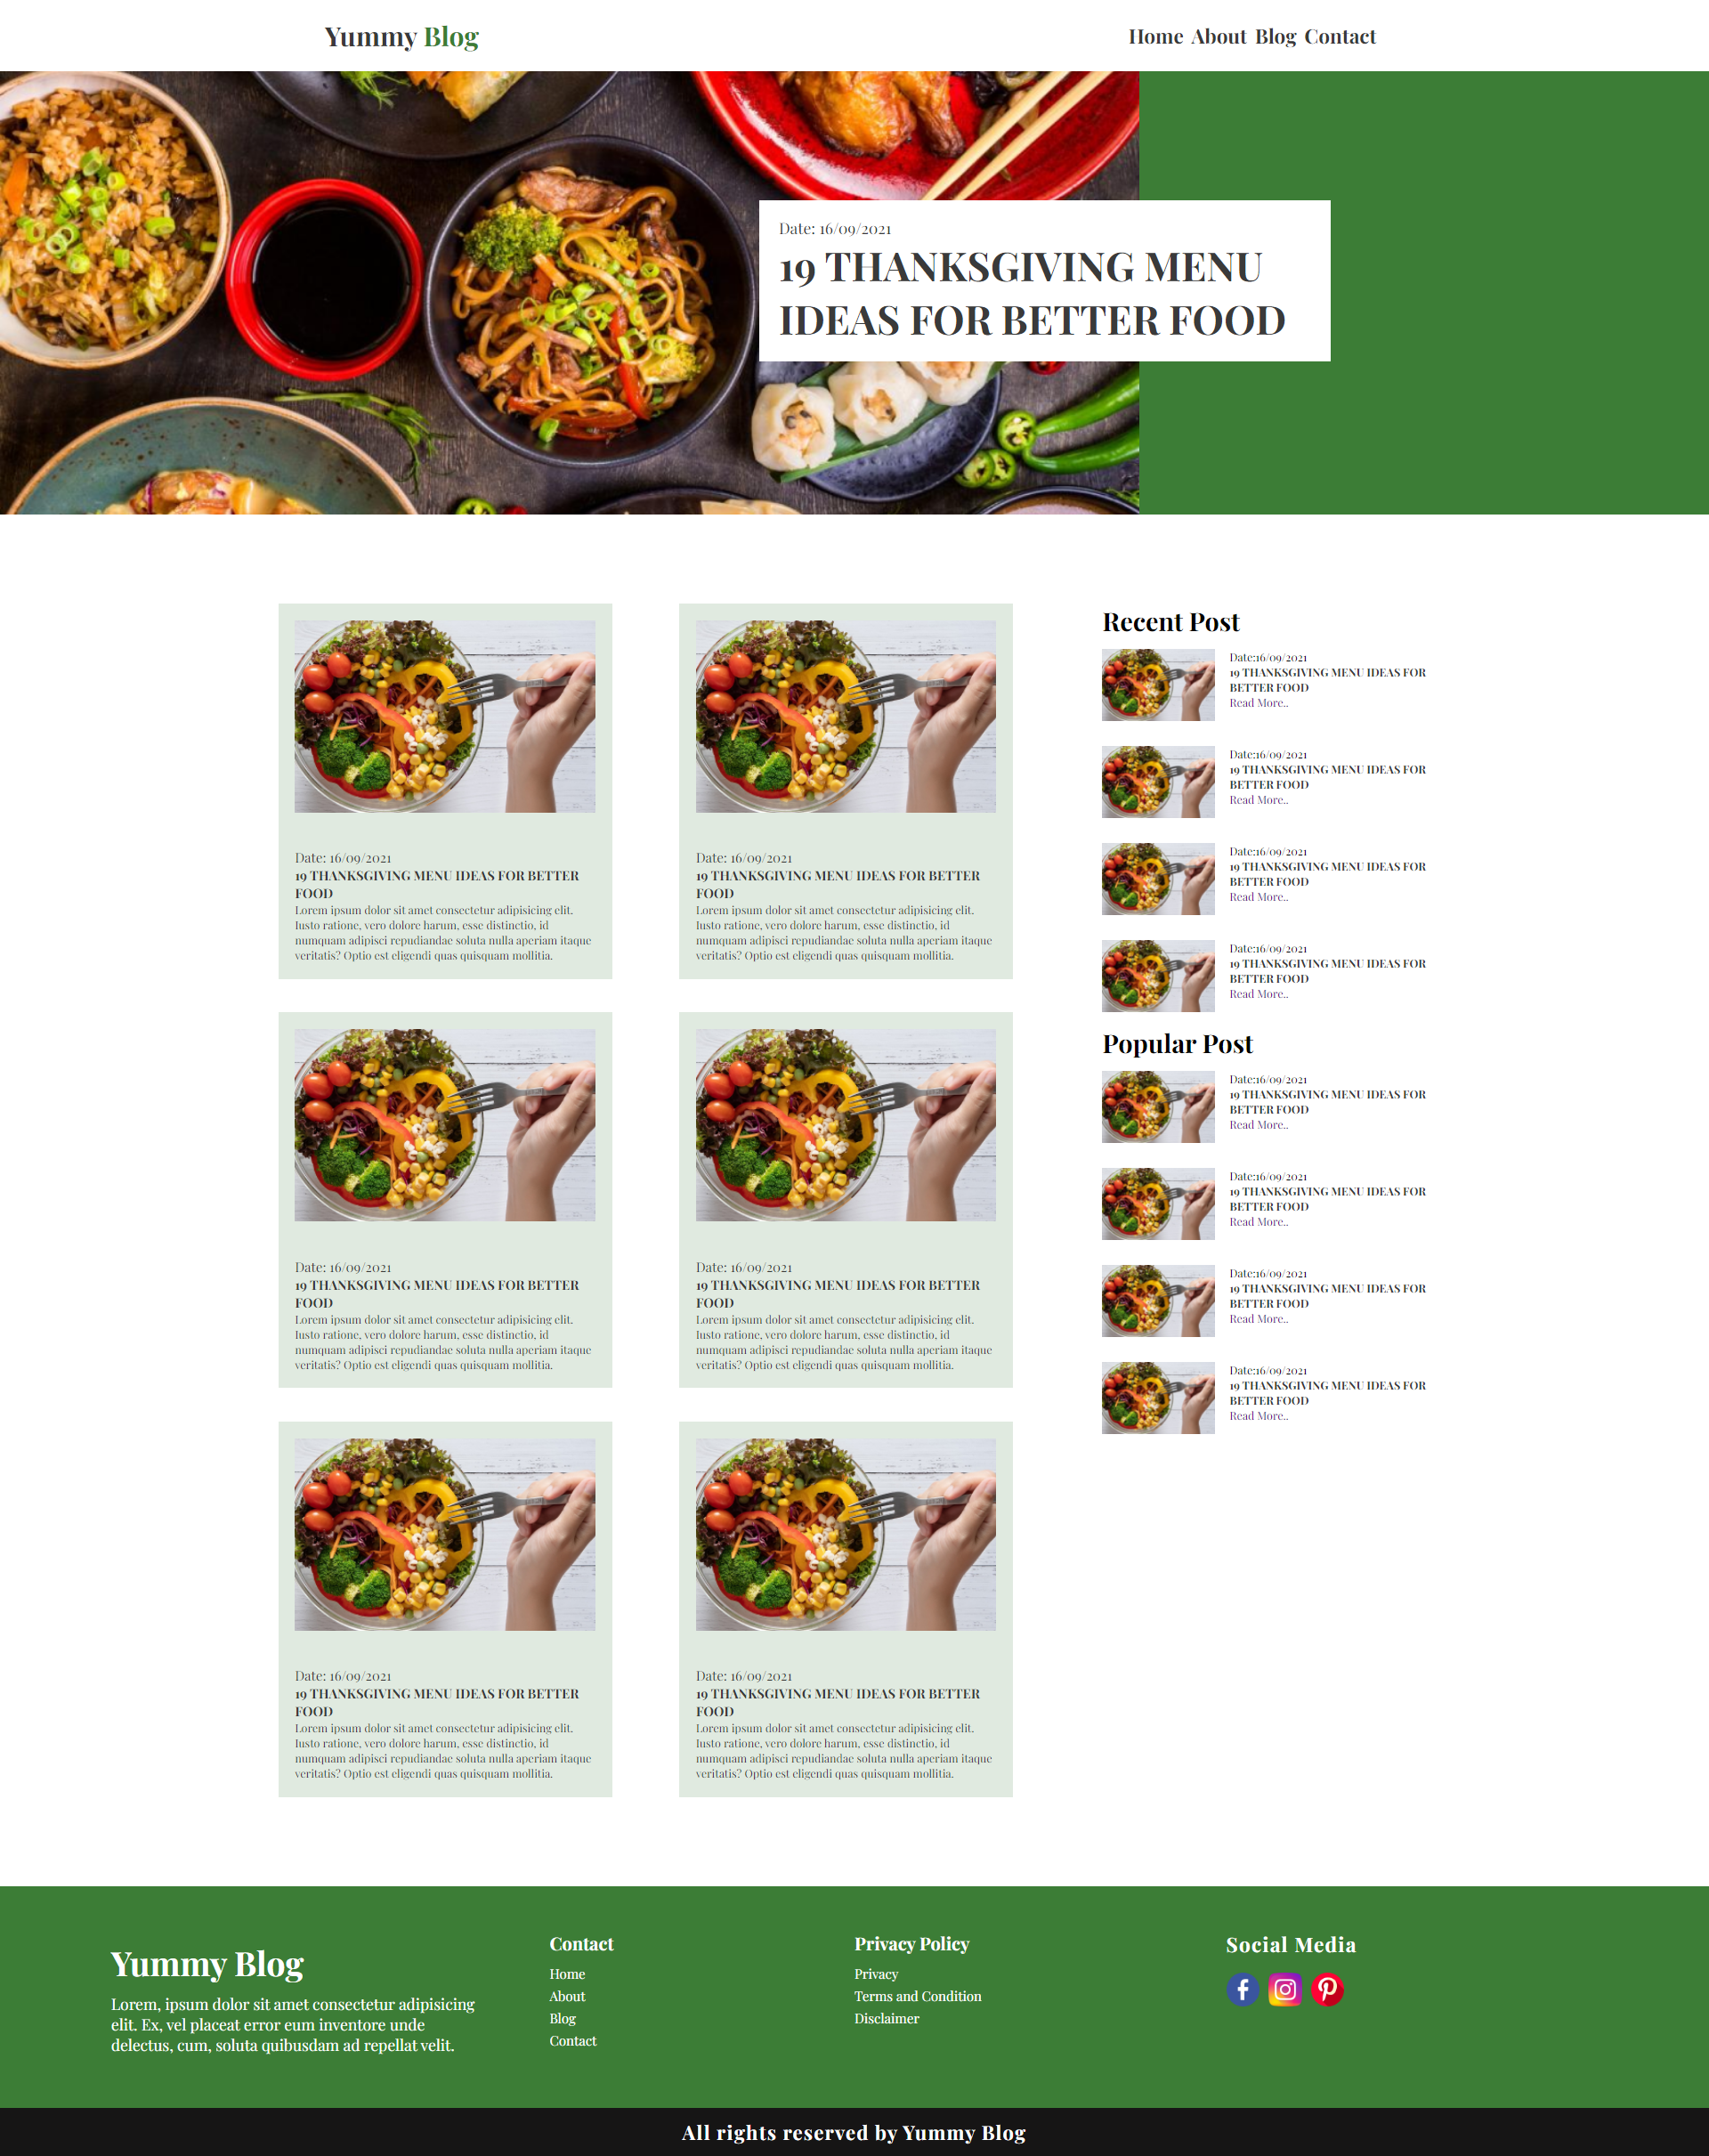 Yummy Blog
Home About Blog Contact
Date: 16/09/2021
19 THANKSGIVING MENU
IDEAS FOR BETTER FOOD
Date: 16/09/2021
19 THANKSGIVING MENU IDEAS FOR BETTER
FOOD
Lorem ipsum dolor sit amet consectetur adipisicing elit.
Iusto ratione, vero dolore harum, esse distinctio, id
numquam adipisci repudiandae soluta nulla aperiam itaque
veritatis? Optio est eligendi quas quisquam mollitia.
Date: 16/09/2021
19 THANKSGIVING MENU IDEAS FOR BETTER
FOOD
Lorem ipsum dolor sit amet consectetur adipisicing elit.
Iusto ratione, vero dolore harum, esse distinctio, id
numquam adipisci repudiandae soluta nulla aperiam itaque
veritatis? Optio est eligendi quas quisquam mollitia.
Date: 16/09/2021
19 THANKSGIVING MENU IDEAS FOR BETTER
FOOD
Lorem ipsum dolor sit amet consectetur adipisicing elit.
Iusto ratione, vero dolore harum, esse distinctio, id
numquam adipisci repudiandae soluta nulla aperiam itaque
veritatis? Optio est eligendi quas quisquam mollitia.
Date: 16/09/2021
19 THANKSGIVING MENU IDEAS FOR BETTER
FOOD
Lorem ipsum dolor sit amet consectetur adipisicing elit.
Iusto ratione, vero dolore harum, esse distinctio, id
numquam adipisci repudiandae soluta nulla aperiam itaque
veritatis? Optio est eligendi quas quisquam mollitia.
Date: 16/09/2021
19 THANKSGIVING MENU IDEAS FOR BETTER
FOOD
Lorem ipsum dolor sit amet consectetur adipisicing elit.
Iusto ratione, vero dolore harum, esse distinctio, id
numquam adipisci repudiandae soluta nulla aperiam itaque
veritatis? Optio est eligendi quas quisquam mollitia.
Date: 16/09/2021
19 THANKSGIVING MENU IDEAS FOR BETTER
FOOD
Lorem ipsum dolor sit amet consectetur adipisicing elit.
Iusto ratione, vero dolore harum, esse distinctio, id
numquam adipisci repudiandae soluta nulla aperiam itaque
veritatis? Optio est eligendi quas quisquam mollitia.
Recent Post
Date:16/09/2021
19 THANKSGIVING MENU IDEAS FOR
BETTER FOOD
Read More..
Date:16/09/2021
19 THANKSGIVING MENU IDEAS FOR
BETTER FOOD
Read More..
Date:16/09/2021
19 THANKSGIVING MENU IDEAS FOR
BETTER FOOD
Read More..
Date:16/09/2021
19 THANKSGIVING MENU IDEAS FOR
BETTER FOOD
Read More..
Popular Post
Date:16/09/2021
19 THANKSGIVING MENU IDEAS FOR
BETTER FOOD
Read More..
Date:16/09/2021
19 THANKSGIVING MENU IDEAS FOR
BETTER FOOD
Read More..
Date:16/09/2021
19 THANKSGIVING MENU IDEAS FOR
BETTER FOOD
Read More..
Date:16/09/2021
19 THANKSGIVING MENU IDEAS FOR
BETTER FOOD
Read More..
Yummy Blog
Lorem, ipsum dolor sit amet consectetur adipisicing
elit. Ex, vel placeat error eum inventore unde
delectus, cum, soluta quibusdam ad repellat velit.
Contact
Home
About
Blog
Contact
Privacy Policy
Privacy
Terms and Condition
Disclaimer
Social Media
All rights reserved by Yummy Blog